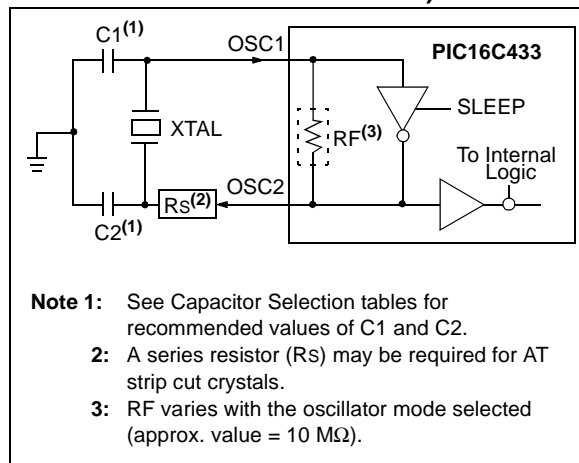 C1(1)
OSC1
PIC16C433
SLEEP
XTAL
RF(3)
To Internal
Logic
OSC2
RS(2)
C2(1)
Note 1: See Capacitor Selection tables for
recommended values of C1 and C2.
2: A series resistor (RS) may be required for AT
strip cut crystals.
3: RF varies with the oscillator mode selected
(approx. value = 10 MΩ).